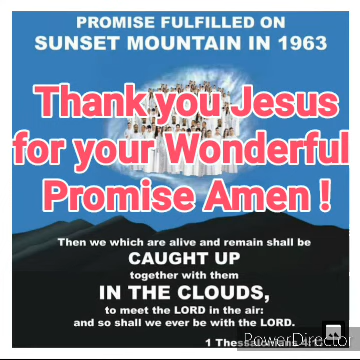 PROMISE FULFILLED ON
SUNSET MOUNTAIN IN 1963
Thank you Jesus
for your Wonderful
Promise Amen !
Then we which are alive and remain shall be
CAUGHT UP
together with them
IN THE CLOUDS,
to meet the LORD in the air:
and so shall we ever be with the LORD.
1 Thessalonians
PowerDirector